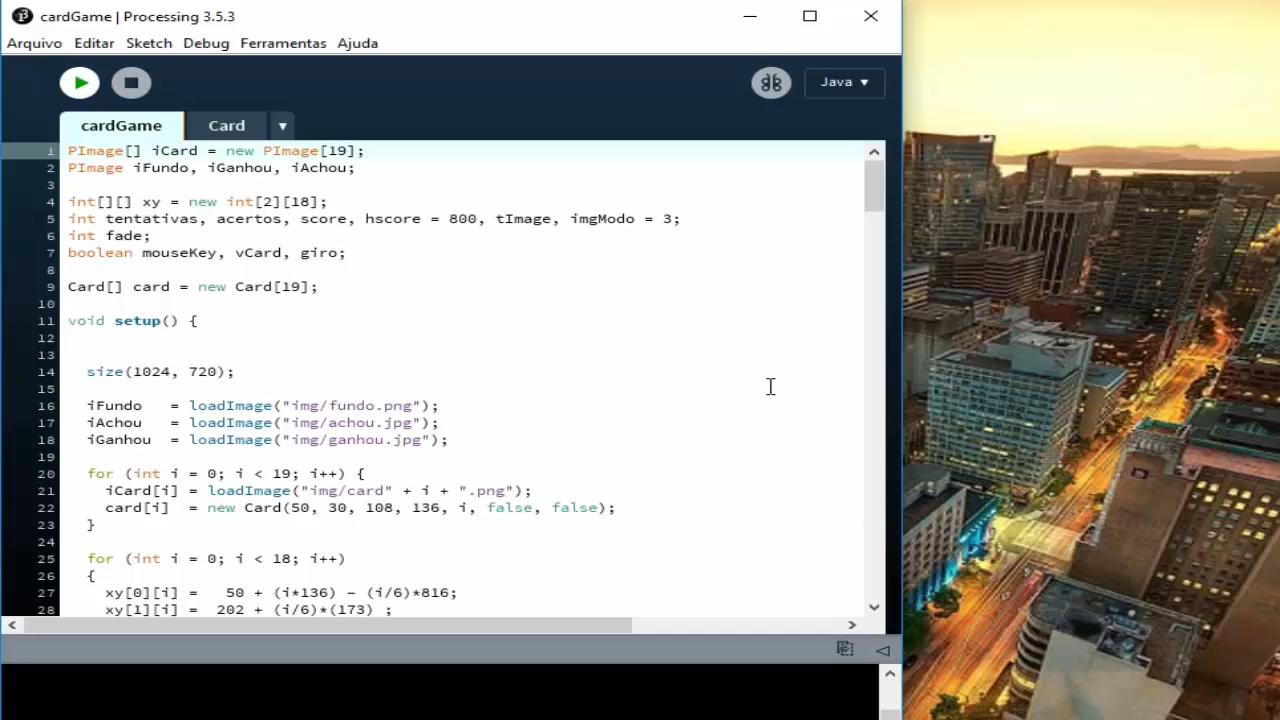 cardGame | Processing 3.5.3
Arquivo Editar Sketch Debug Ferramentas Ajuda
Java ▼
cardGame Card ▼
1 PImage[] iCard = new PImage[19];
2 PImage iFundo, iGanhou, iAchou;
3
4 int[][] xy = new int[2][18];
5 int tentativas, acertos, score, hscore = 800, tImage, imgModo = 3;
6 int fade;
7 boolean mouseKey, vCard, giro;
8
9 Card[] card = new Card[19];
10
11 void setup() {
12
13
14   size(1024, 720);
15
16   iFundo   = loadImage("img/fundo.png");
17   iAchou   = loadImage("img/achou.jpg");
18   iGanhou  = loadImage("img/ganhou.jpg");
19
20   for (int i = 0; i < 19; i++) {
21     iCard[i] = loadImage("img/card" + i + ".png");
22     card[i]  = new Card(50, 30, 108, 136, i, false, false);
23   }
24
25   for (int i = 0; i < 18; i++)
26   {
27     xy[0][i] =   50 + (i*136) - (i/6)*816;
28     xy[1][i] =  202 + (i/6)*(173) ;